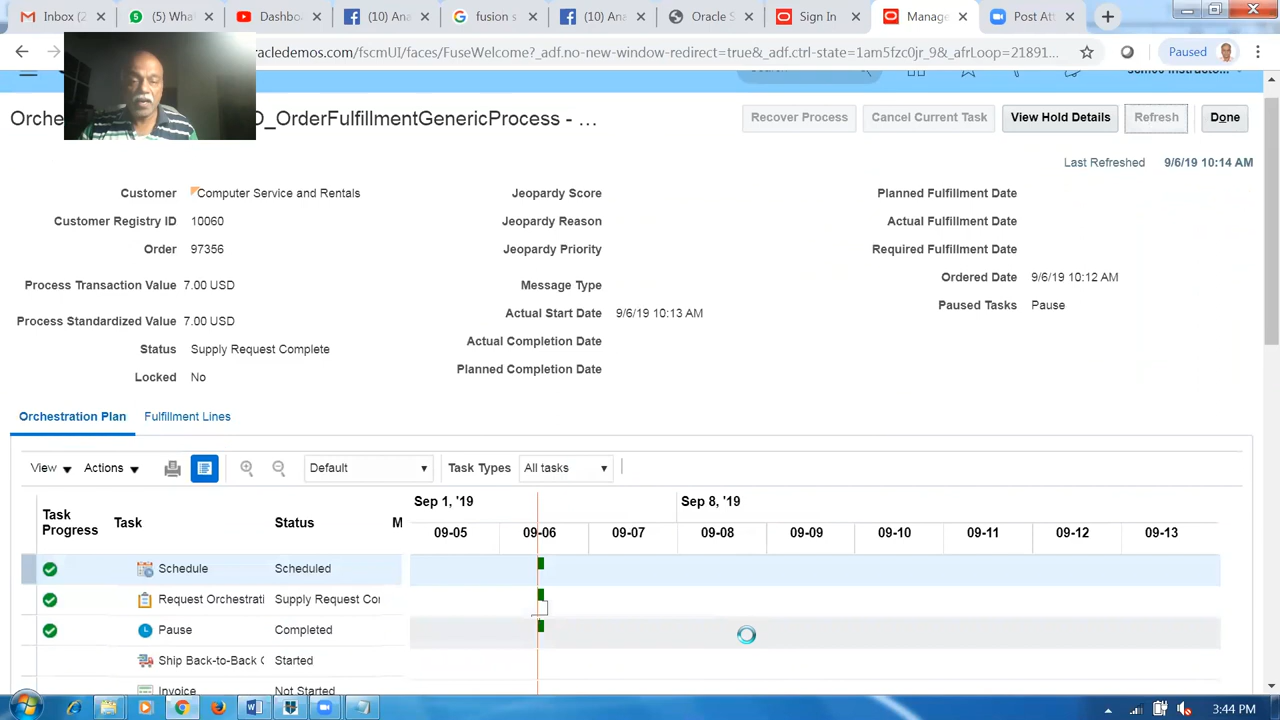 Inbox (2
(5) Wha
Dashbo
(10) Ana
fusion s
(10) Ana
Oracle S
Sign In
Manage
Post Att
racledemos.com/fscmUI/faces/FuseWelcome?_adf.no-new-window-redirect=true&_adf.ctrl-state=1am5fzc0jr_98&_afrLoop=21891...
Paused
Orche
D_OrderFulfillmentGenericProcess - ...
Recover Process
Cancel Current Task
View Hold Details
Refresh
Done
Last Refreshed 9/6/19 10:14 AM
Customer Computer Service and Rentals
Jeopardy Score
Planned Fulfillment Date
Customer Registry ID 10060
Jeopardy Reason
Actual Fulfillment Date
Order 97356
Jeopardy Priority
Required Fulfillment Date
Ordered Date 9/6/19 10:12 AM
Process Transaction Value 7.00 USD
Message Type
Paused Tasks Pause
Process Standardized Value 7.00 USD
Actual Start Date 9/6/19 10:13 AM
Status Supply Request Complete
Actual Completion Date
Locked No
Planned Completion Date
Orchestration Plan
Fulfillment Lines
View
Actions
Default
Task Types All tasks
Task Progress
Task
Status
M
Sep 1, '19
Sep 8, '19
09-05 09-06 09-07 09-08 09-09 09-10 09-11 09-12 09-13
Schedule Scheduled
Request Orchestrati Supply Request Cor
Pause Completed
Ship Back-to-Back Started
Invoice Not Started
3:44 PM